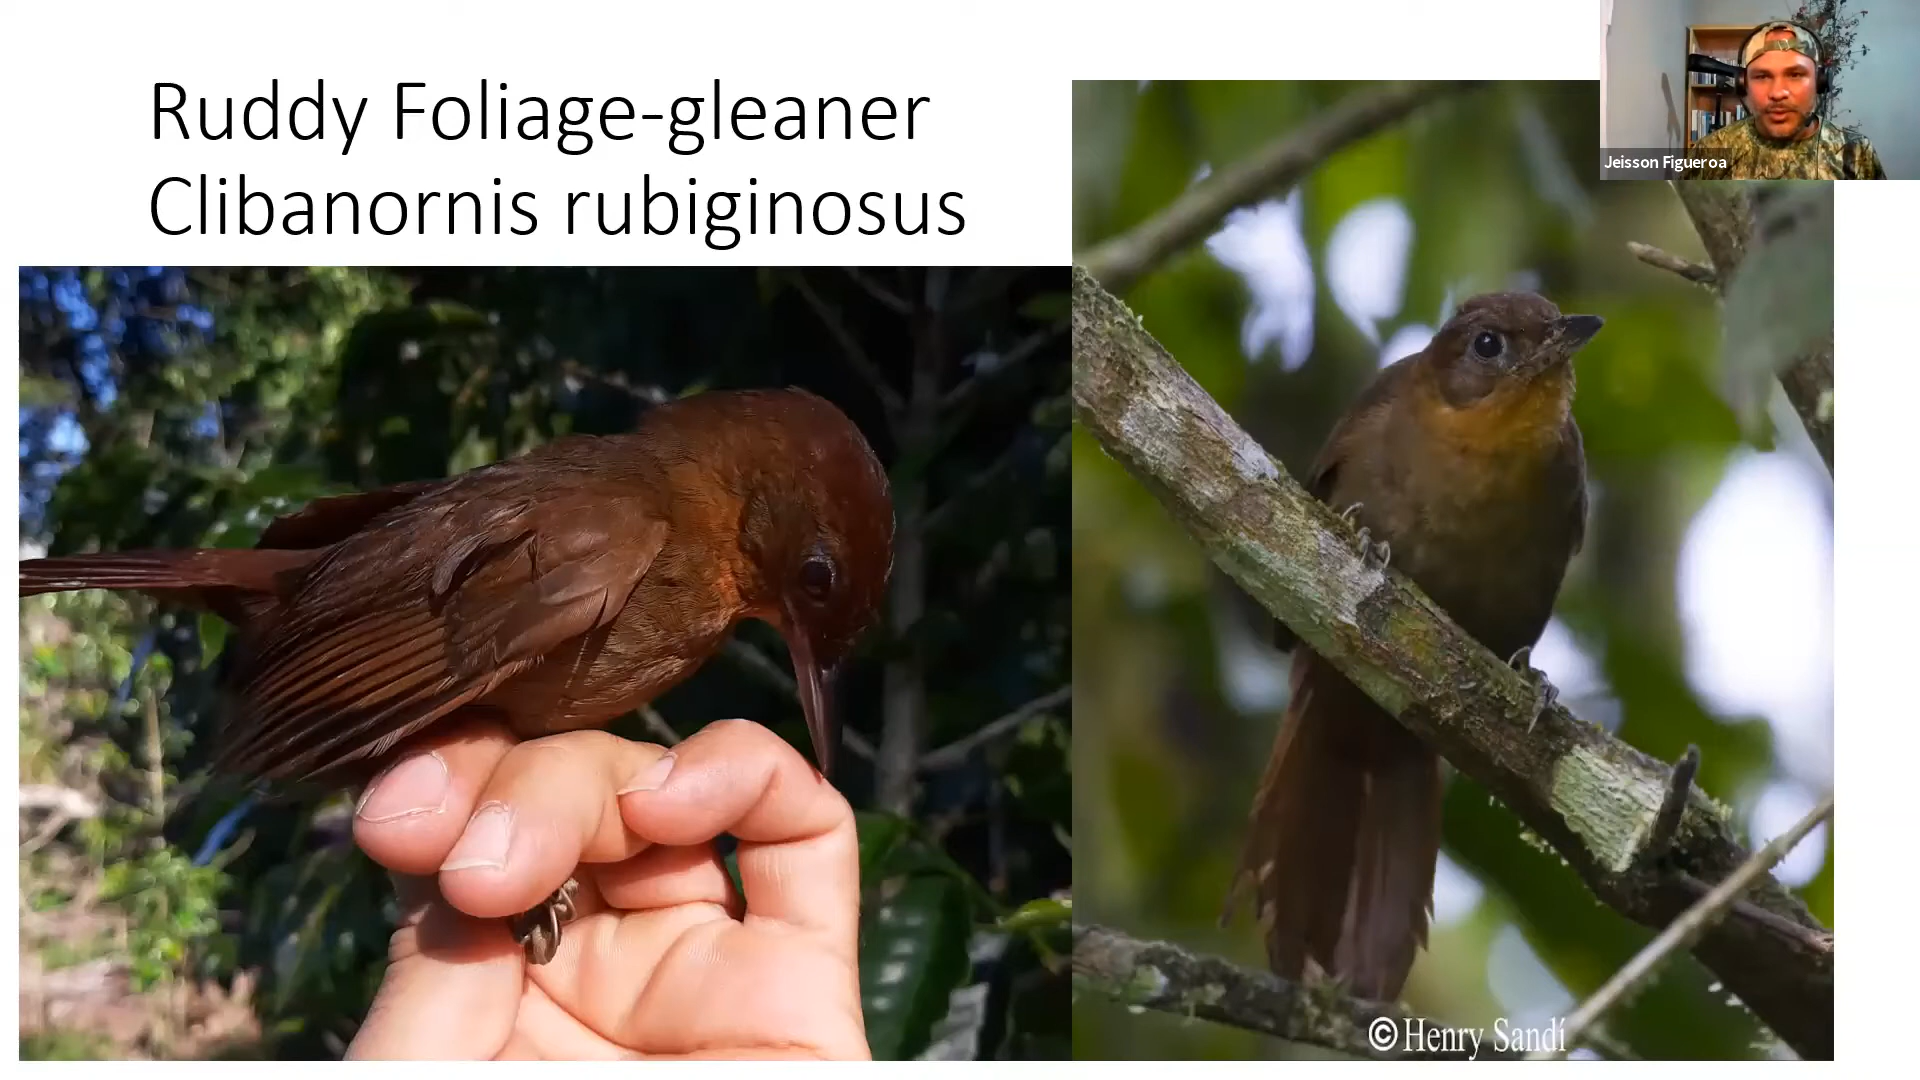 Ruddy Foliage-gleaner
Clibanornis rubiginosus
Jeisson Figueroa
© Henry Sandí